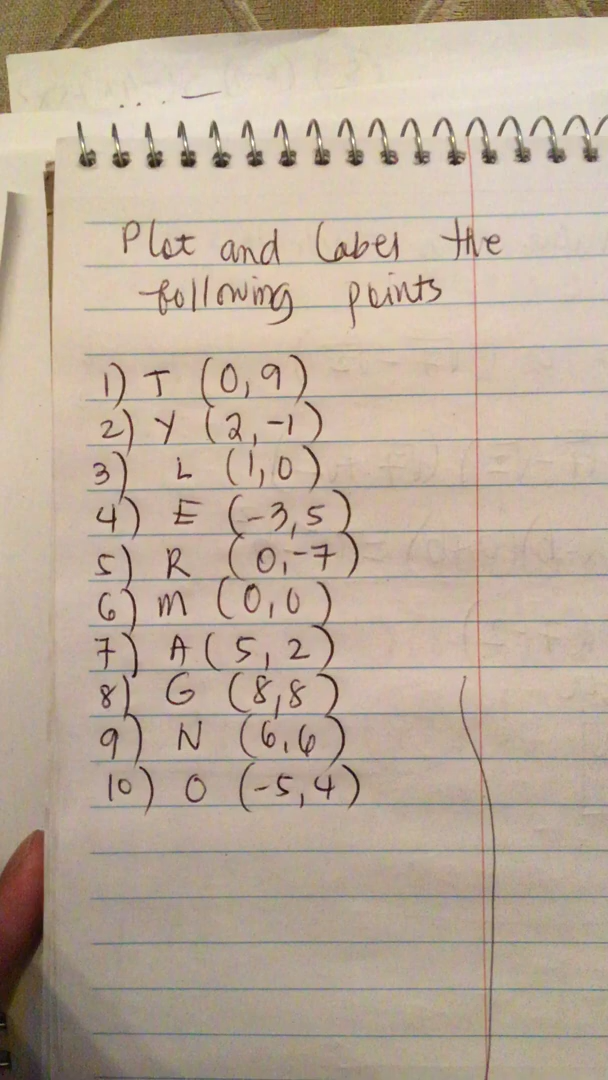 Plot and Label the
following points
1) T (0,9)
2) Y (2,-1)
3) L (1,0)
4) E (-3,5)
5) R (0,-7)
6) M (0,0)
7) A (5,2)
8) G (8,8)
9) N (6,6)
10) O (-5,4)